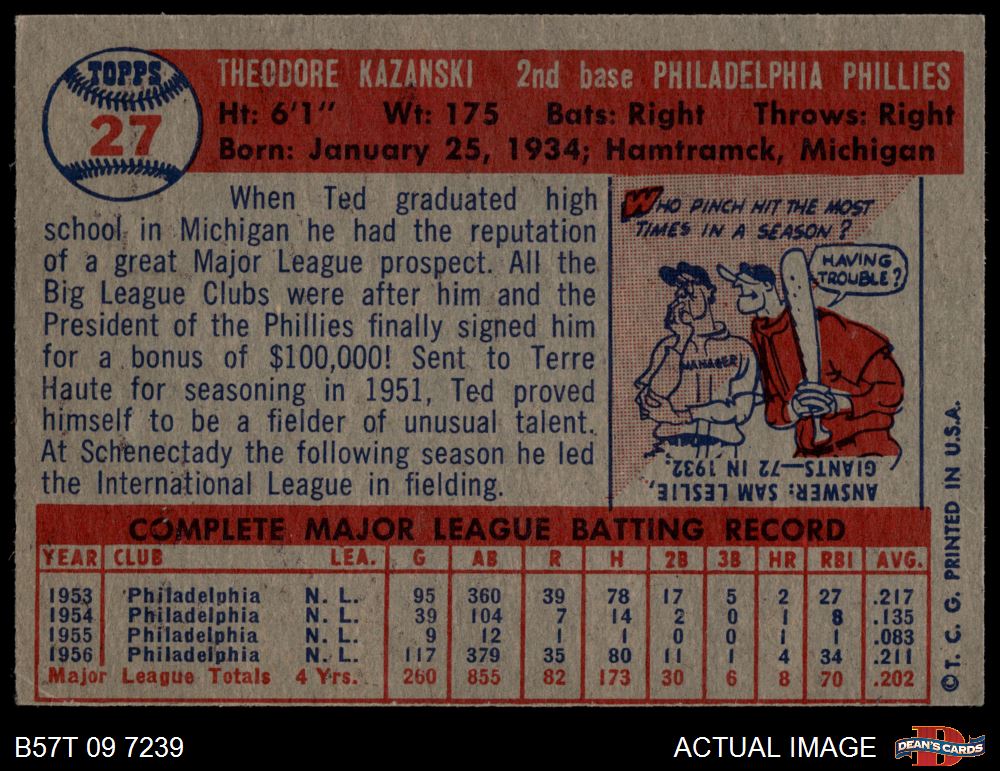 TOPPS
27
THEODORE KAZANSKI 2nd base PHILADELPHIA PHILLIES
Ht: 6'1" Wt: 175 Bats: Right Throws: Right
Born: January 25, 1934; Hamtramck, Michigan
When Ted graduated high
school in Michigan he had the reputation
of a great Major League prospect. All the
Big League Clubs were after him and the
President of the Phillies finally signed him
for a bonus of $100,000! Sent to Terre
Haute for seasoning in 1951, Ted proved
himself to be a fielder of unusual talent.
At Schenectady the following season he led
the International League in fielding.
WHO PINCH HIT THE MOST
TIMES IN A SEASON?
HAVING
TROUBLE?
MANAGER
ANSWER: SAM LESLIE,
GIANTS—72 IN 1932.
COMPLETE MAJOR LEAGUE BATTING RECORD
YEAR CLUB LEA. G AB R H 2B 3B HR RBI AVG.
1953 Philadelphia N. L. 95 360 39 78 17 5 2 27 .217
1954 Philadelphia N. L. 39 104 7 14 2 0 1 8 .135
1955 Philadelphia N. L. 9 12 1 1 0 0 1 1 .083
1956 Philadelphia N. L. 117 379 35 80 11 1 4 34 .211
Major League Totals 4 Yrs. 260 855 82 173 30 6 8 70 .202
©T. C. G. PRINTED IN U.S.A.
B57T 09 7239
ACTUAL IMAGE
DEAN'S CARDS